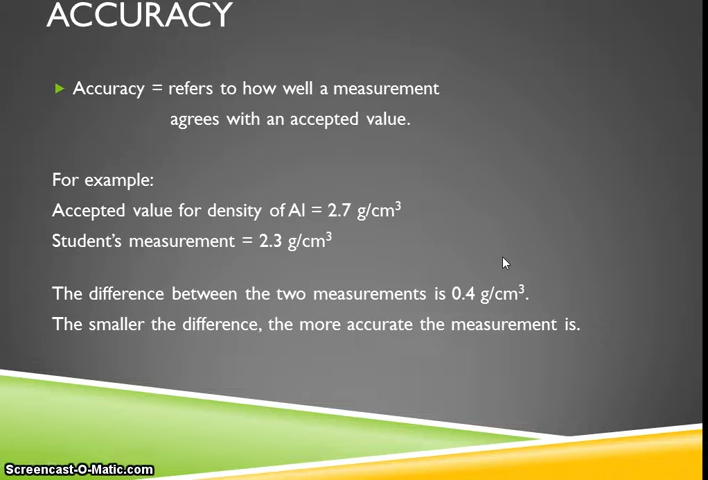 ACCURACY
Accuracy = refers to how well a measurement
agrees with an accepted value.
For example:
Accepted value for density of Al = 2.7 g/cm³
Student's measurement = 2.3 g/cm³
The difference between the two measurements is 0.4 g/cm³.
The smaller the difference, the more accurate the measurement is.
Screencast-O-Matic.com